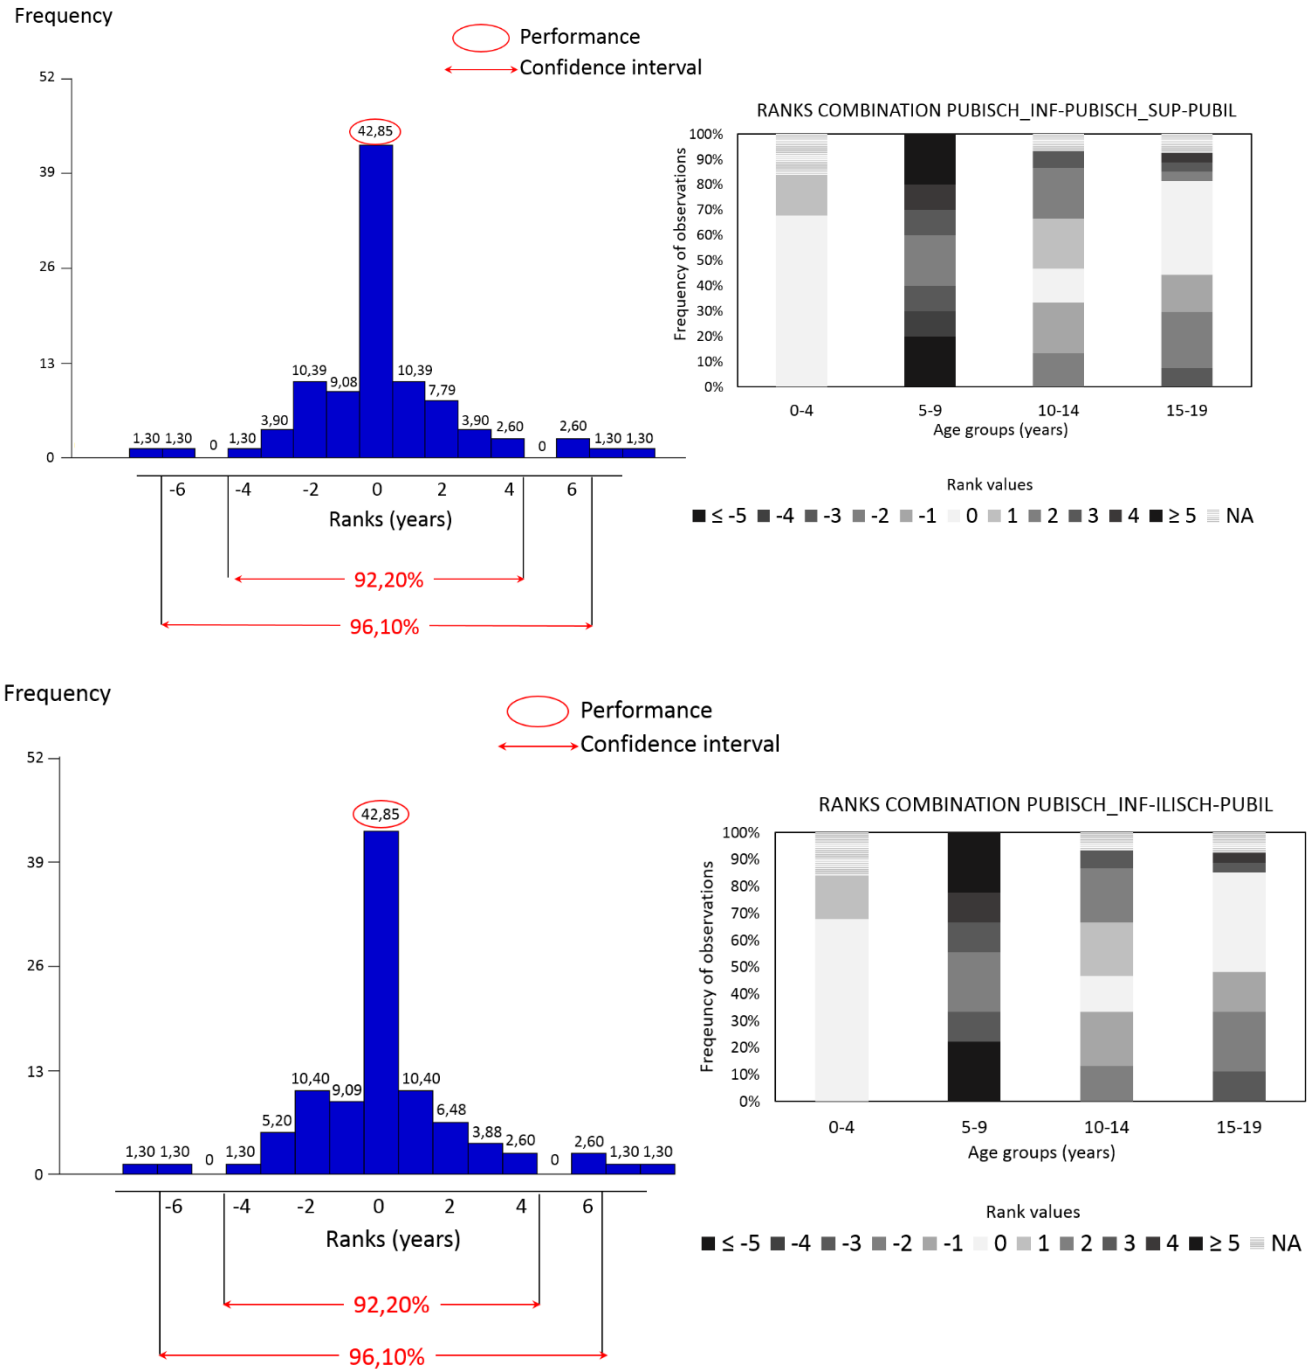 Frequency
Performance
Confidence interval
52
39
26
13
0
42,85
1,30 1,30 0 1,30 3,90 10,39 9,08 10,39 7,79 3,90 2,60 0 2,60 1,30 1,30
-6 -4 -2 0 2 4 6
Ranks (years)
92,20%
96,10%
RANKS COMBINATION PUBISCH_INF-PUBISCH_SUP-PUBIL
Frequency of observations
100%
90%
80%
70%
60%
50%
40%
30%
20%
10%
0%
0-4 5-9 10-14 15-19
Age groups (years)
Rank values
≤ -5 -4 -3 -2 -1 0 1 2 3 4 ≥ 5 NA
Frequency
Performance
Confidence interval
52
39
26
13
0
42,85
1,30 1,30 0 1,30 5,20 10,40 9,09 10,40 6,48 3,88 2,60 0 2,60 1,30 1,30
-6 -4 -2 0 2 4 6
Ranks (years)
92,20%
96,10%
RANKS COMBINATION PUBISCH_INF-ILISCH-PUBIL
Freqeuncy of observations
100%
90%
80%
70%
60%
50%
40%
30%
20%
10%
0%
0-4 5-9 10-14 15-19
Age groups (years)
Rank values
≤ -5 -4 -3 -2 -1 0 1 2 3 4 ≥ 5 NA